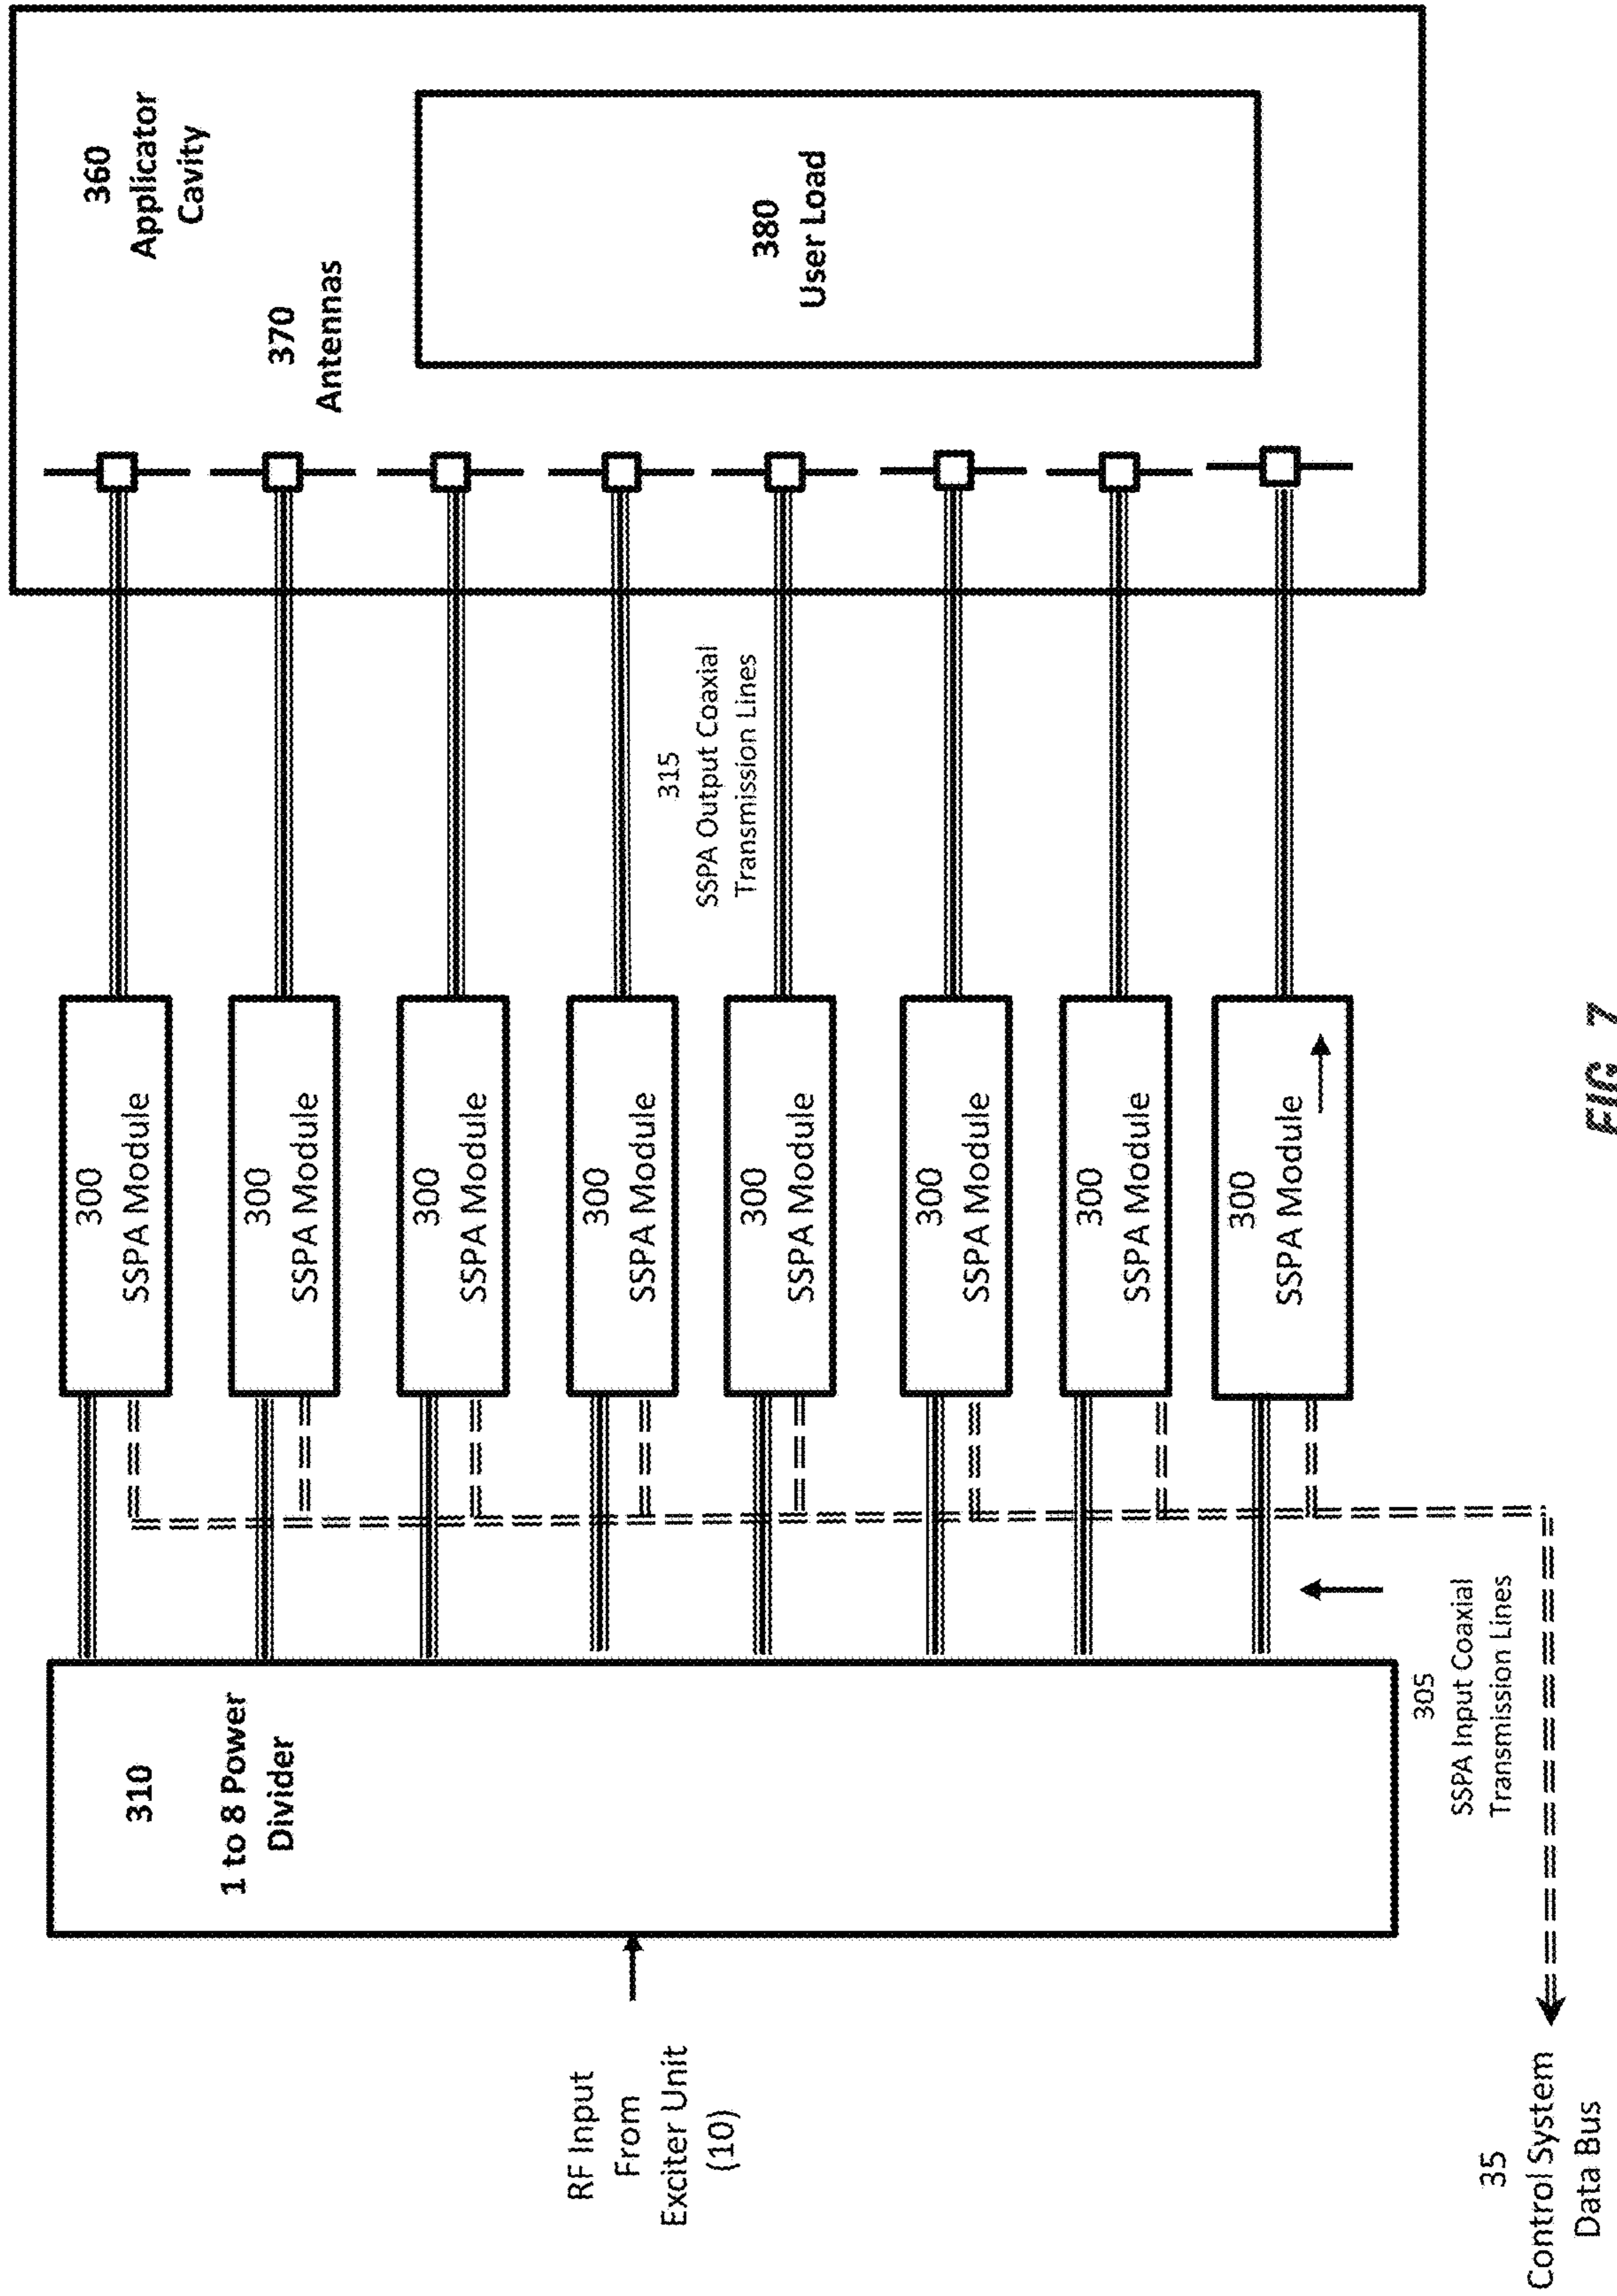 360
Applicator
Cavity
370
Antennas
380
User Load
315
SSPA Output Coaxial
Transmission Lines
300
SSPA Module
300
SSPA Module
300
SSPA Module
300
SSPA Module
300
SSPA Module
300
SSPA Module
300
SSPA Module
300
SSPA Module
310
1 to 8 Power
Divider
305
SSPA Input Coaxial
Transmission Lines
RF Input
From
Exciter Unit
(10)
35
Control System
Data Bus
FIG. 7